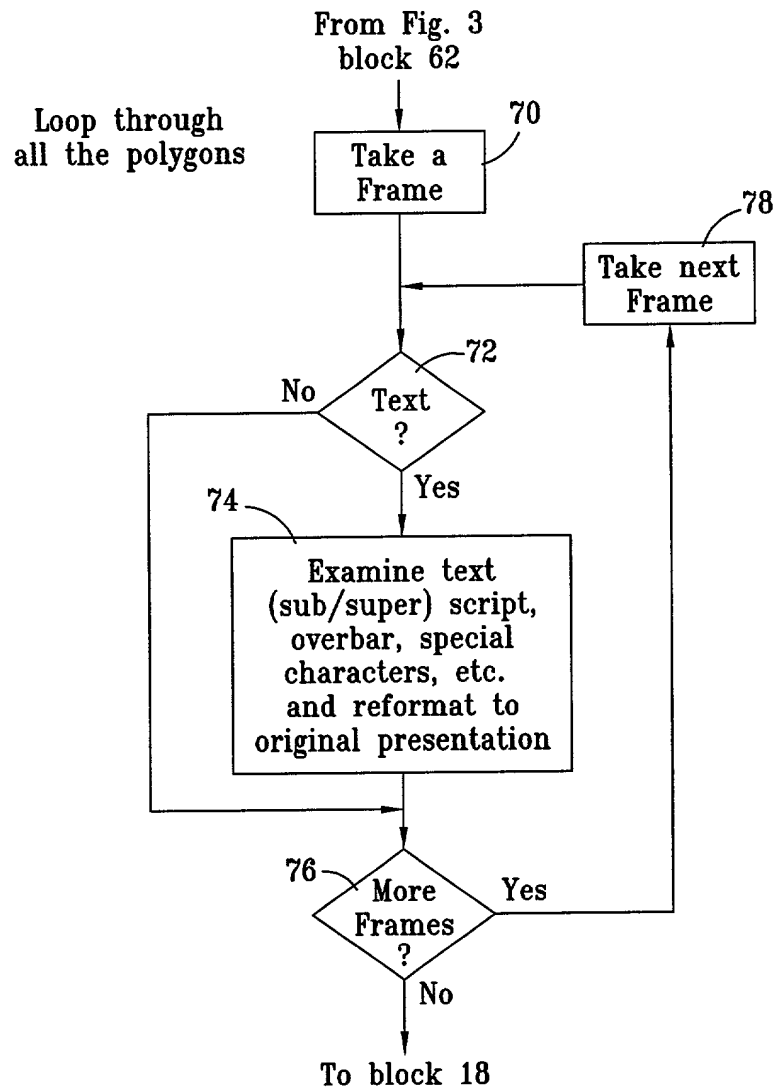 From Fig. 3
block 62
Loop through
all the polygons
70
Take a
Frame
78
Take next
Frame
72
No
Text
?
Yes
74
Examine text
(sub/super) script,
overbar, special
characters, etc.
and reformat to
original presentation
76
More
Frames
?
Yes
No
To block 18